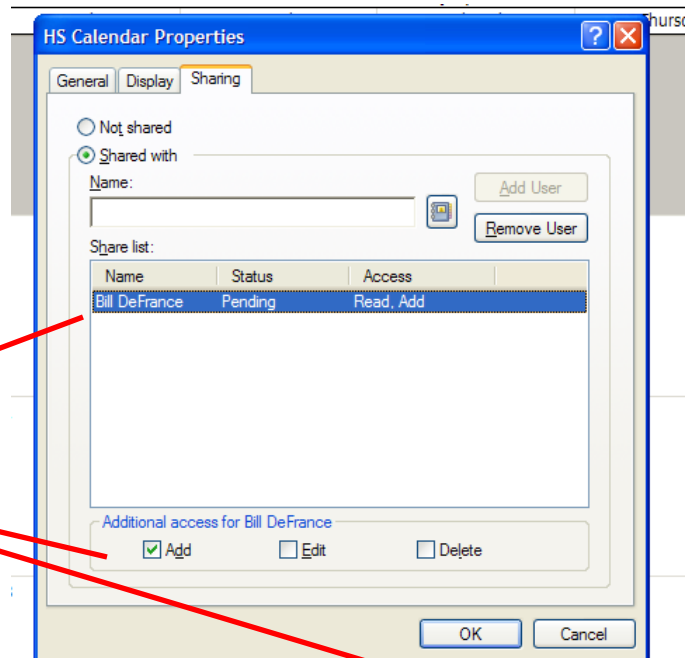 hurs
HS Calendar Properties
General Display Sharing
Not shared
Shared with
Name:
Add User
Remove User
Share list:
Name Status Access
Bill DeFrance Pending Read, Add
Additional access for Bill DeFrance
Add Edit Delete
OK Cancel